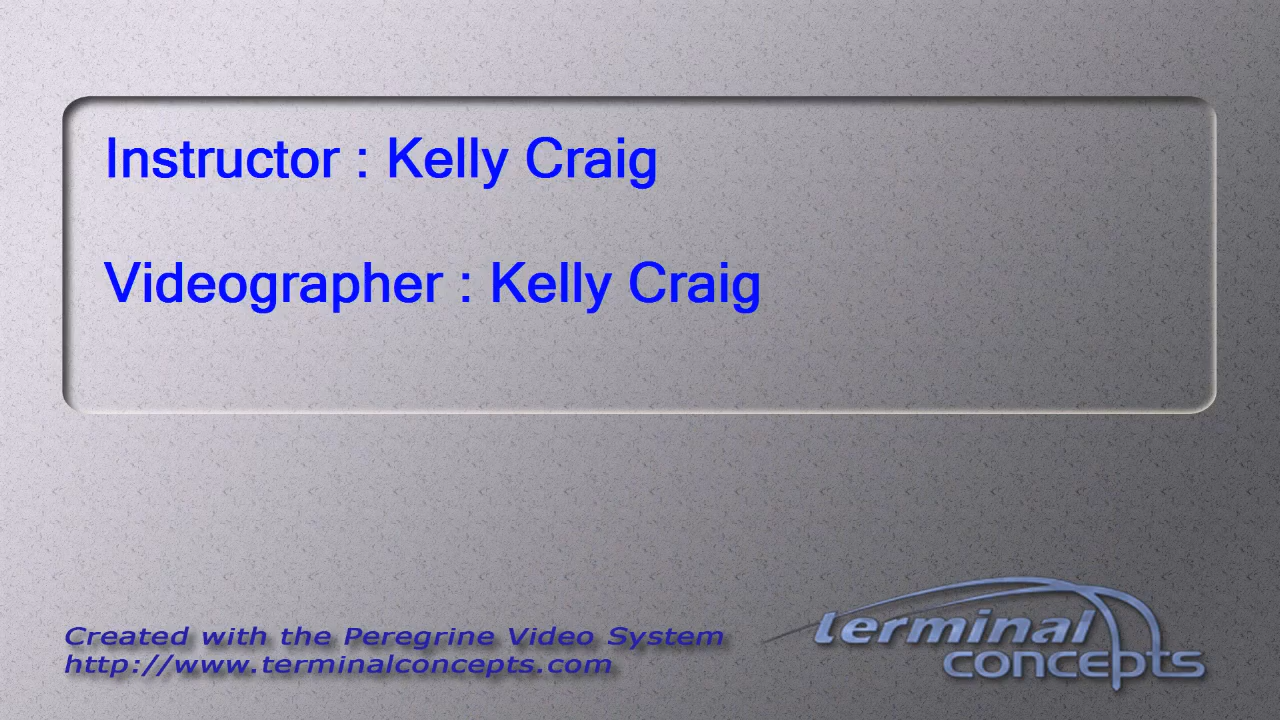 Instructor : Kelly Craig
Videographer : Kelly Craig
Created with the Peregrine Video System
http://www.terminalconcepts.com
terminal
concepts